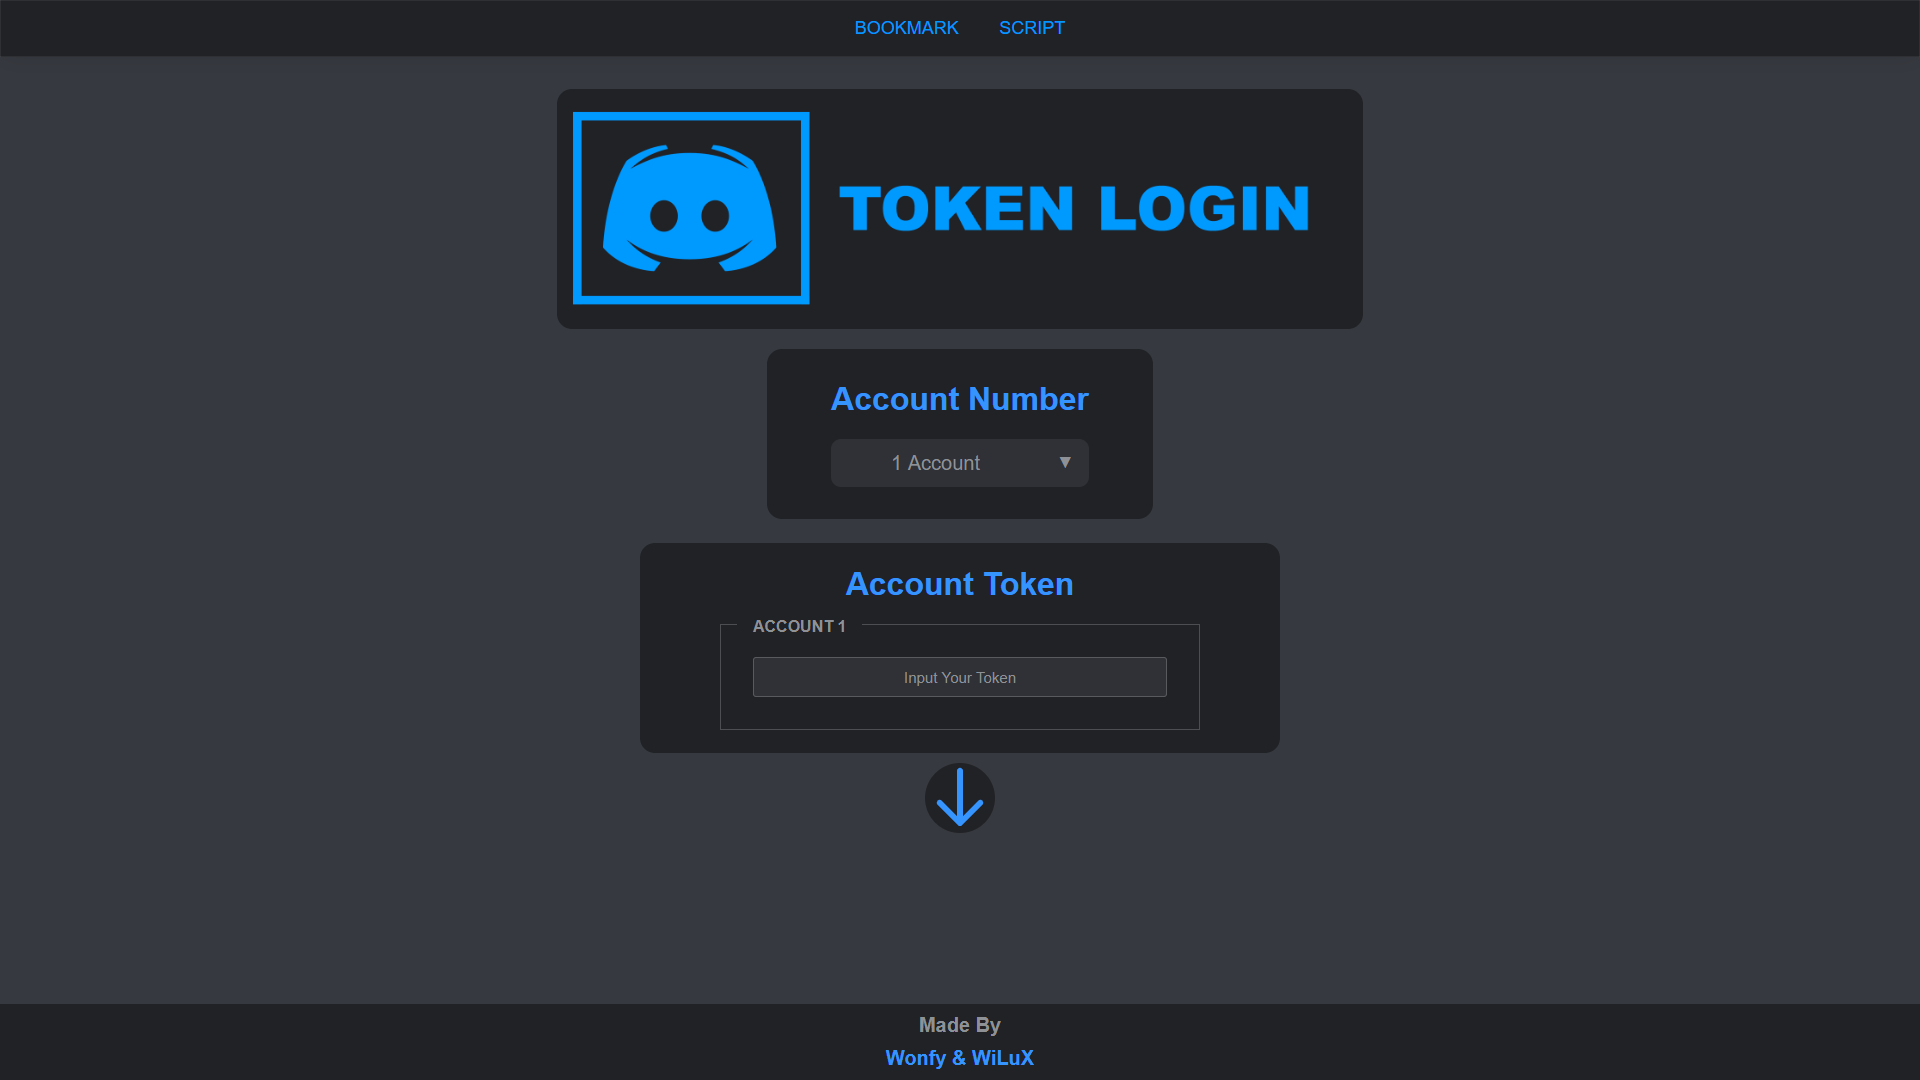 BOOKMARK SCRIPT
TOKEN LOGIN
Account Number
1 Account ▼
Account Token
ACCOUNT 1
Input Your Token
Made By
Wonfy & WiLuX